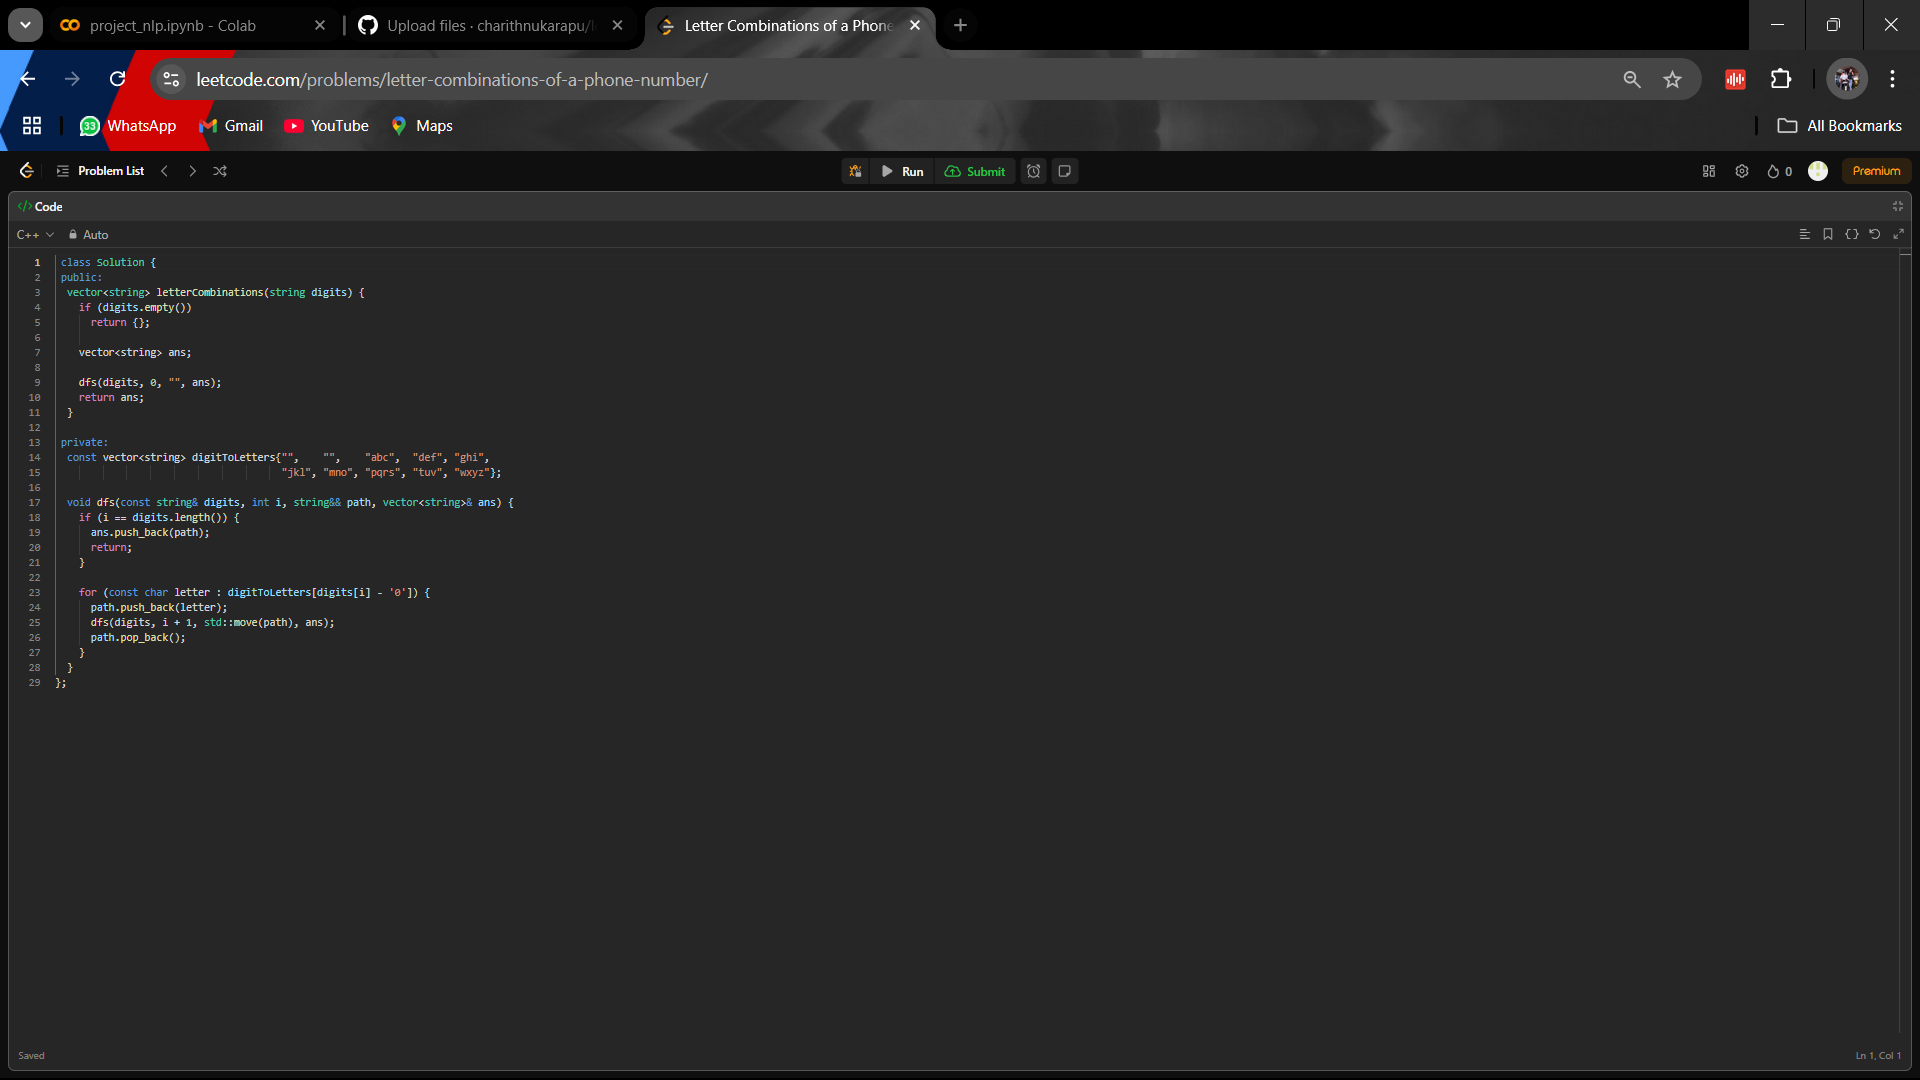 project_nlp.ipynb - Colab
Upload files · charithnukarapu/l
Letter Combinations of a Phone
leetcode.com/problems/letter-combinations-of-a-phone-number/
33 WhatsApp
Gmail
YouTube
Maps
All Bookmarks
Problem List
Run
Submit
0
Premium
</> Code
C++
Auto
1 class Solution {
2 public:
3 vector<string> letterCombinations(string digits) {
4 if (digits.empty())
5 return {};
6
7 vector<string> ans;
8
9 dfs(digits, 0, "", ans);
10 return ans;
11 }
12
13 private:
14 const vector<string> digitToLetters{"", "", "abc", "def", "ghi",
15 "jkl", "mno", "pqrs", "tuv", "wxyz"};
16
17 void dfs(const string& digits, int i, string&& path, vector<string>& ans) {
18 if (i == digits.length()) {
19 ans.push_back(path);
20 return;
21 }
22
23 for (const char letter : digitToLetters[digits[i] - '0']) {
24 path.push_back(letter);
25 dfs(digits, i + 1, std::move(path), ans);
26 path.pop_back();
27 }
28 }
29 };
Saved
Ln 1, Col 1